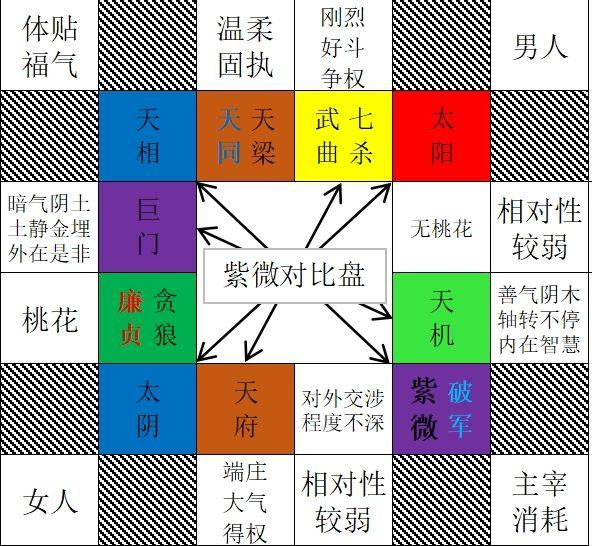 体贴
福气
温柔
固执
刚烈
好斗
争权
男人
天
相
天 天
同 梁
武 七
曲 杀
太
阳
暗气阴土
土静金埋
外在是非
巨
门
无桃花
相对性
较弱
紫微对比盘
桃花
廉 贪
贞 狼
天
机
善气阴木
轴转不停
内在智慧
太
阴
天
府
对外交涉
程度不深
紫 破
微 军
女人
端庄
大气
得权
相对性
较弱
主宰
消耗